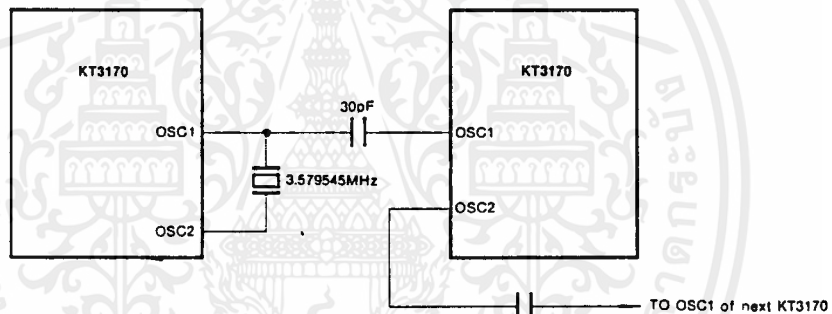 KT3170
KT3170
30pF
OSC1
OSC1
3.579545MHz
OSC2
OSC2
TO OSC1 of next KT3170